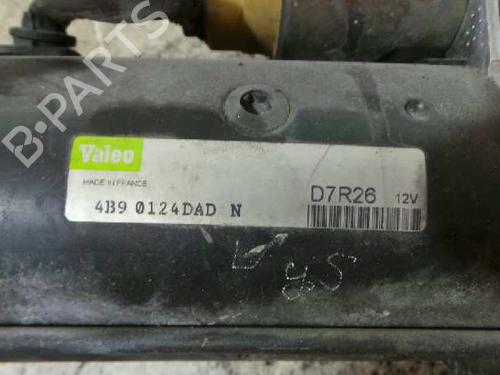 Valeo
MADE IN FRANCE
4B9 0124DAD N
D7R26 12V
B-PARTS